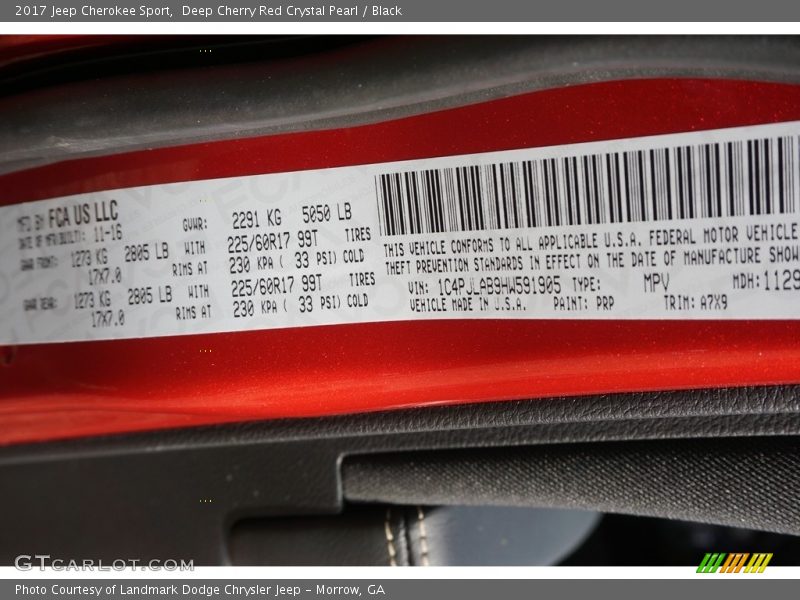 2017 Jeep Cherokee Sport, Deep Cherry Red Crystal Pearl / Black
MFD BY FCA US LLC
DATE OF MFR BUILT: 11-16
GVWR: 2291 KG 5050 LB
GAWR FRONT: 1273 KG 2805 LB WITH 225/60R17 99T TIRES
17X7.0 RIMS AT 230 KPA ( 33 PSI) COLD
GAWR REAR: 1273 KG 2805 LB WITH 225/60R17 99T TIRES
17X7.0 RIMS AT 230 KPA ( 33 PSI) COLD
THIS VEHICLE CONFORMS TO ALL APPLICABLE U.S.A. FEDERAL MOTOR VEHICLE
THEFT PREVENTION STANDARDS IN EFFECT ON THE DATE OF MANUFACTURE SHOW
VIN: 1C4PJLAB9HW591905 TYPE: MPV MDH: 1129
VEHICLE MADE IN U.S.A. PAINT: PRP TRIM: A7X9
GTCARLOT.COM
Photo Courtesy of Landmark Dodge Chrysler Jeep – Morrow, GA